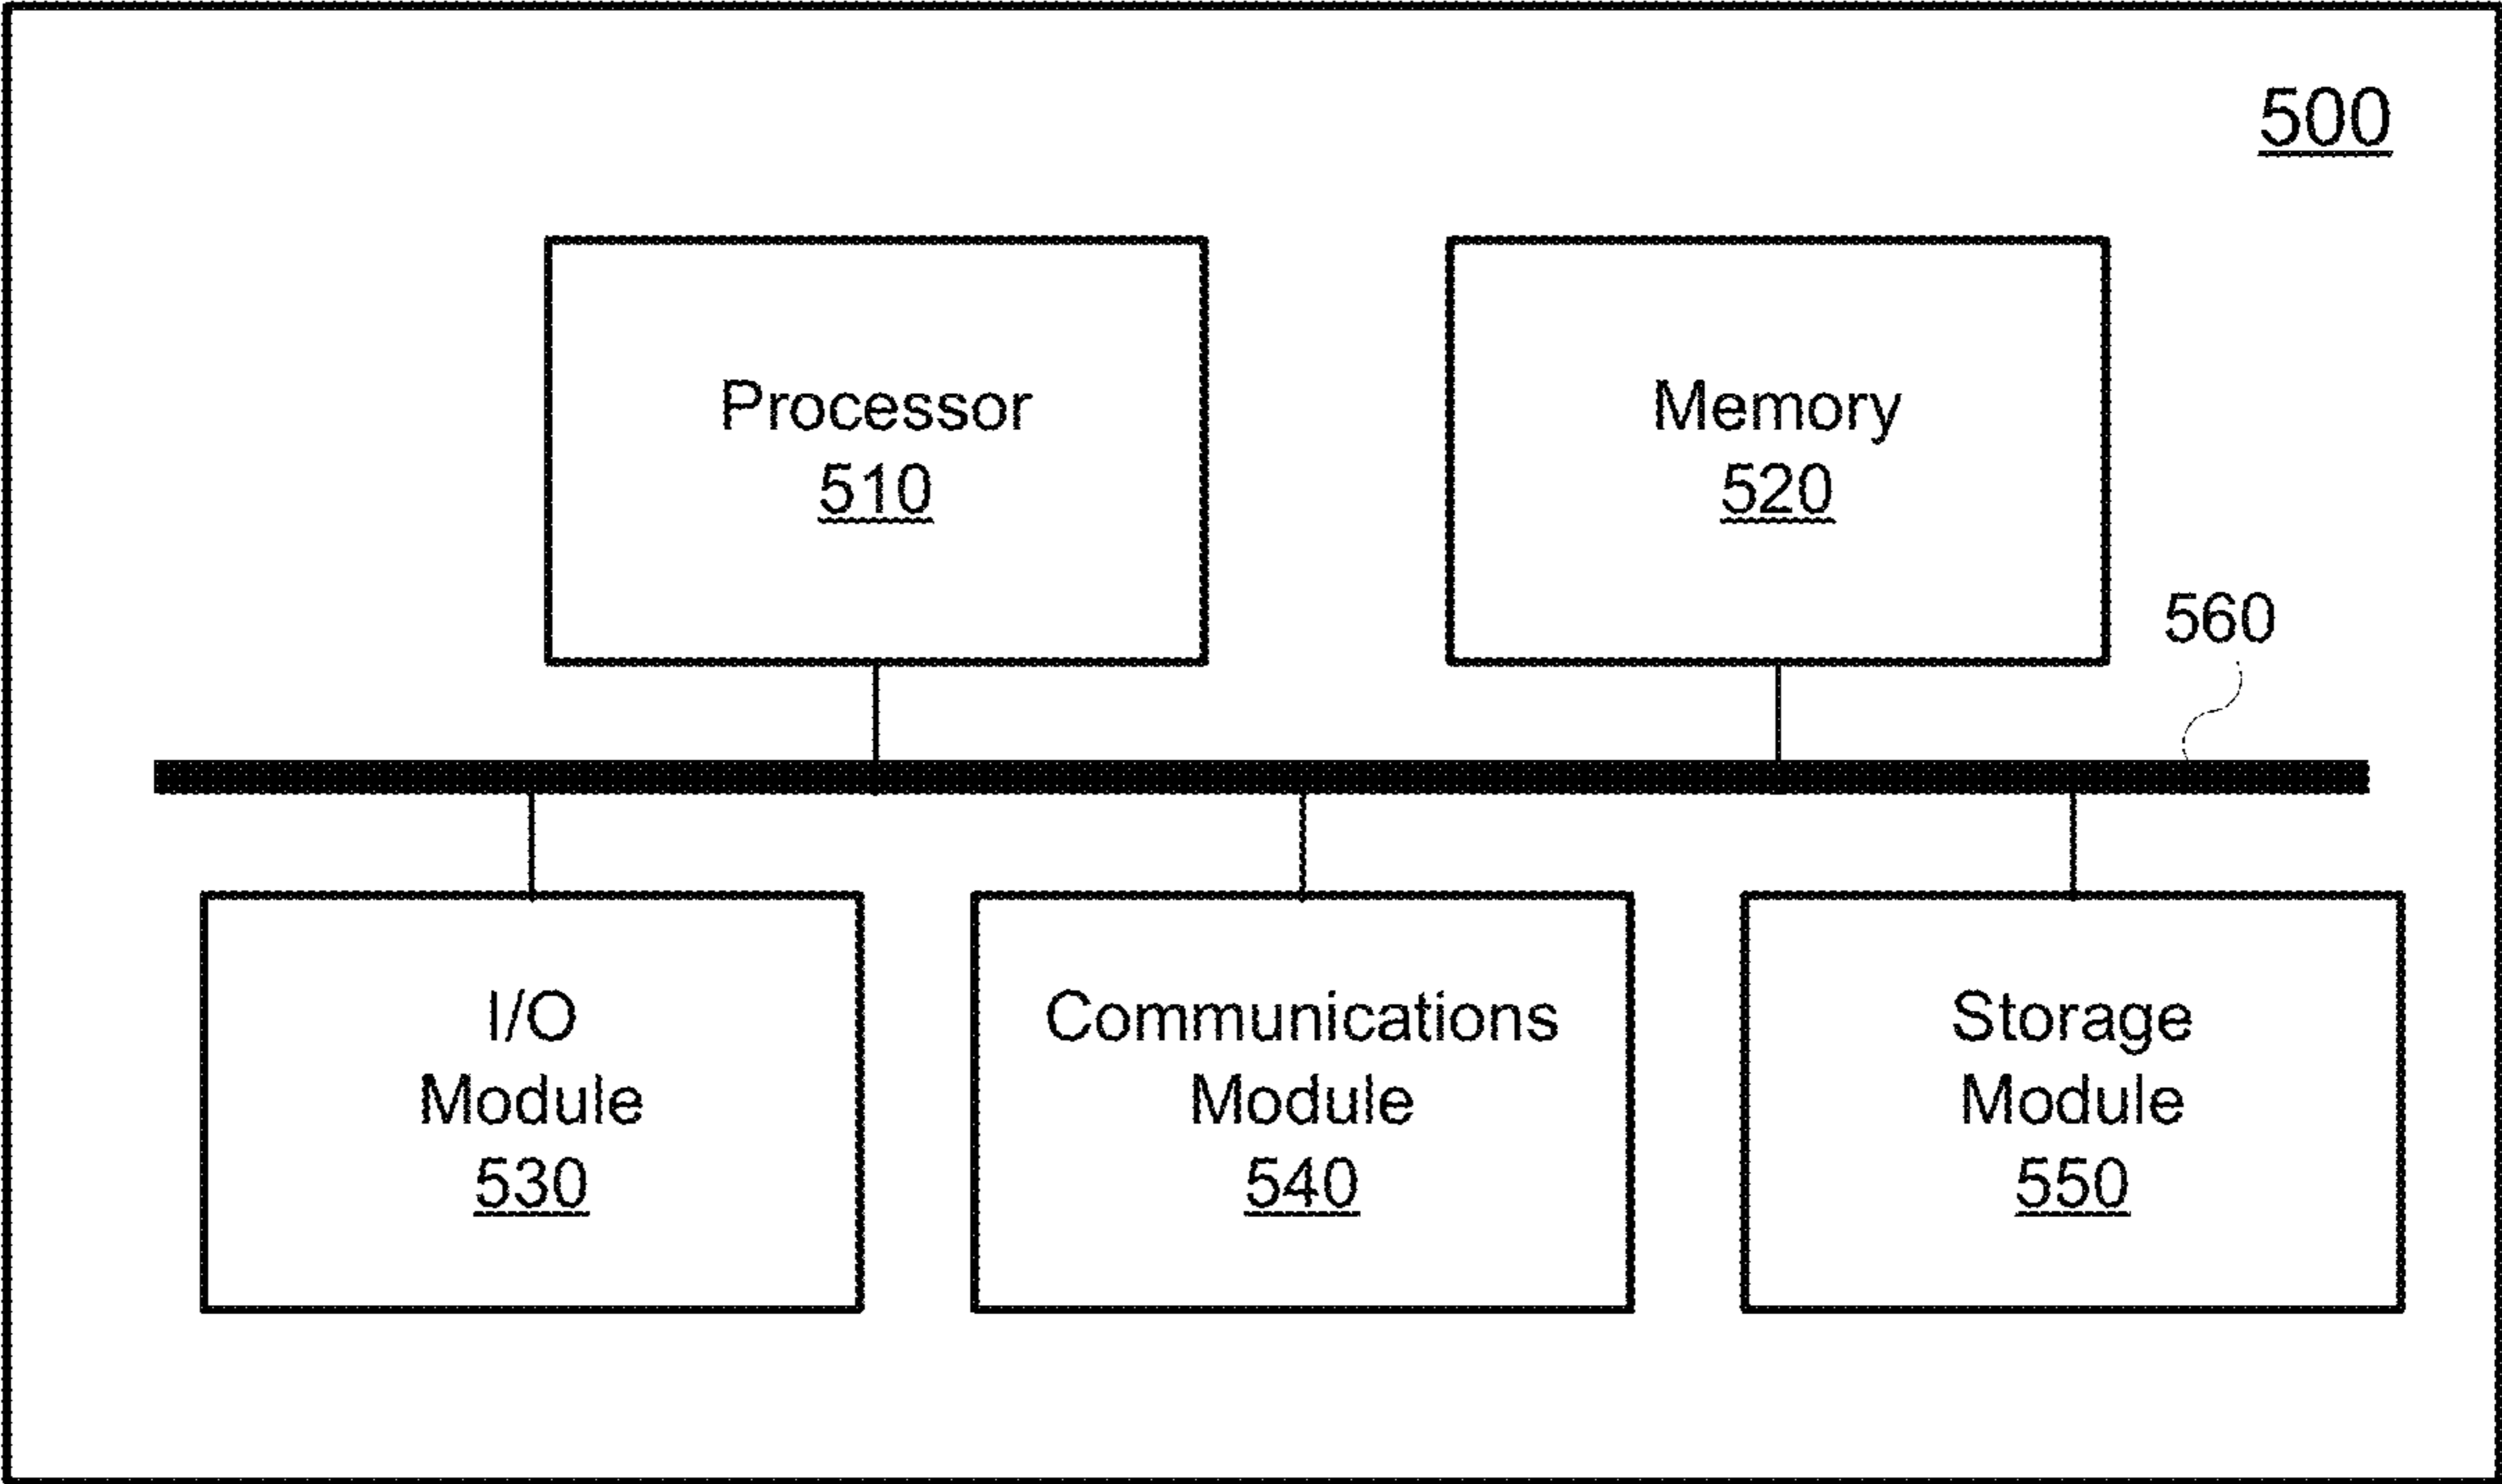 500
Processor
510
Memory
520
560
I/O
Module
530
Communications
Module
540
Storage
Module
550